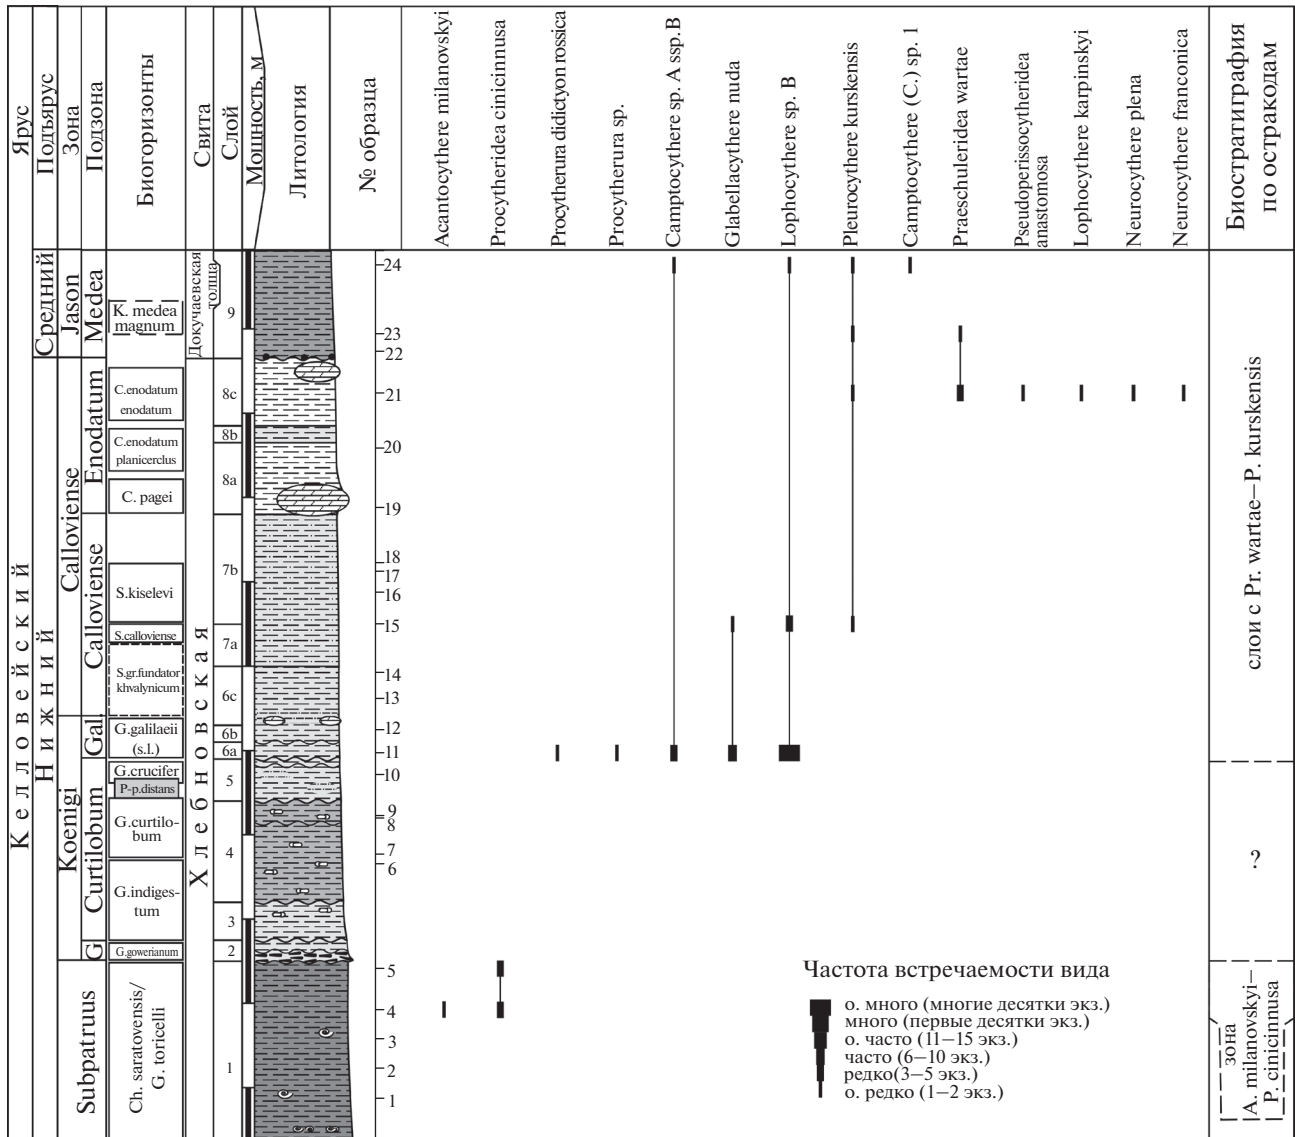 Ярус
Подъярус
Зона
Подзона
Биогоризонты
Свита
Слой
Мощность, м
Литология
№ образца
Acantocythere milanovskyi
Procytheridea cinicinnusa
Procytherura didictyon rossica
Procytherura sp.
Camptocythere sp. A ssp. B
Glabellacythere nuda
Lophocythere sp. B
Pleurocythere kurskensis
Camptocythere (C.) sp. 1
Praeschuleridea wartae
Pseudoperissocytheridea
anastomosa
Lophocythere karpinskyi
Neurocythere plena
Neurocythere franconica
Биостратиграфия
по остракодам
Келловейский
Средний
Нижний
Jason
Calloviense
Koenigi
Subpatruus
Medea
Enodatum
Calloviense
Gal.
Curtilobum
G
K. medea
magnum
C.enodatum
enodatum
C.enodatum
planicerclus
C. pagei
S.kiselevi
S.calloviense
S.gr.fundator
khvalynicum
G.galilaeii
(s.l.)
G.crucifer
P-p.distans
G.curtilo-
bum
G.indiges-
tum
G.gowerianum
Ch. saratovensis/
G. toricelli
Докучаевская
толща
Хлебновская
9
8c
8b
8a
7b
7a
6c
6b
6a
5
4
3
2
1
24
23
22
21
20
19
18
17
16
15
14
13
12
11
10
9
8
7
6
5
4
3
2
1
слои с Pr. wartae–P. kurskensis
?
зона
A. milanovskyi–
P. cinicinnusa
Частота встречаемости вида
о. много (многие десятки экз.)
много (первые десятки экз.)
о. часто (11–15 экз.)
часто (6–10 экз.)
редко(3–5 экз.)
о. редко (1–2 экз.)